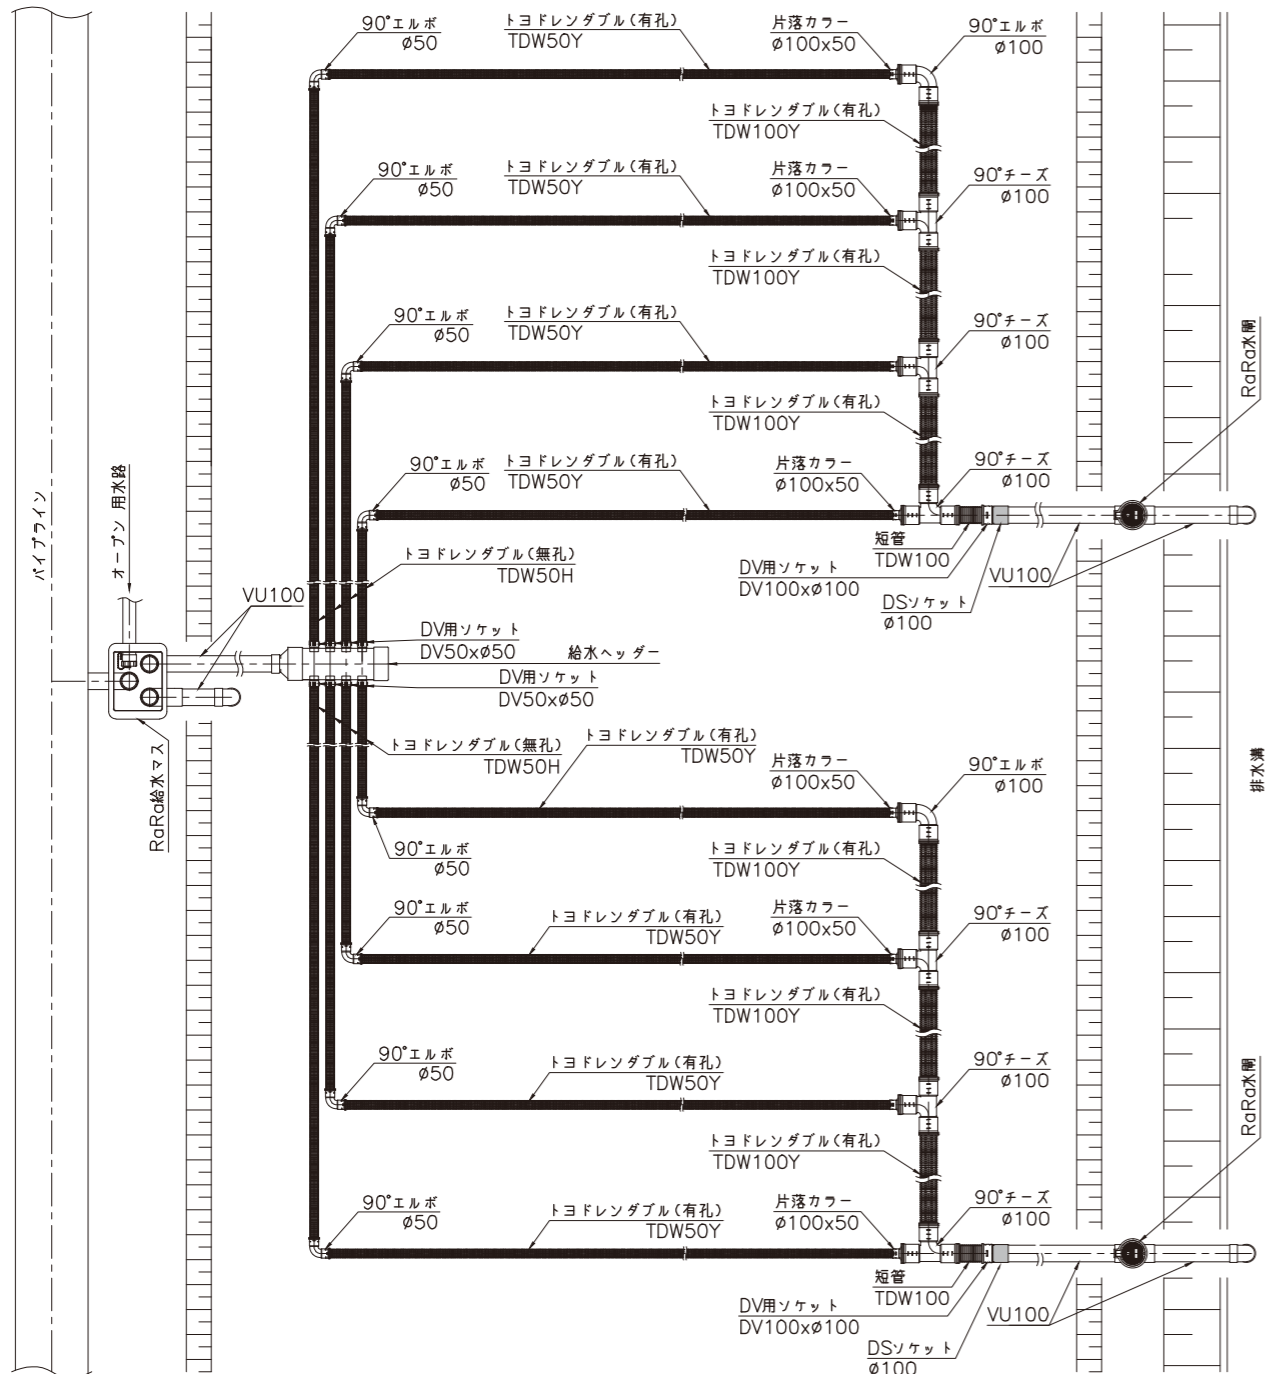 90°エルボ
ø50
トヨドレンダブル(有孔)
TDW50Y
片落カラー
ø100x50
90°エルボ
ø100
トヨドレンダブル(有孔)
TDW100Y
90°エルボ
ø50
トヨドレンダブル(有孔)
TDW50Y
片落カラー
ø100x50
90°チーズ
ø100
トヨドレンダブル(有孔)
TDW100Y
90°エルボ
ø50
トヨドレンダブル(有孔)
TDW50Y
90°チーズ
ø100
RaRa水閘
トヨドレンダブル(有孔)
TDW100Y
90°エルボ
ø50
トヨドレンダブル(有孔)
TDW50Y
片落カラー
ø100x50
90°チーズ
ø100
パイプライン
オープン 用水路
トヨドレンダブル(無孔)
TDW50H
短管
TDW100
DV用ソケット
DV100xø100
DSソケット
ø100
VU100
VU100
DV用ソケット
DV50xø50
給水ヘッダー
DV用ソケット
DV50xø50
トヨドレンダブル(無孔)
TDW50H
トヨドレンダブル(有孔)
TDW50Y
片落カラー
ø100x50
90°エルボ
ø100
RaRa給水マス
排水溝
90°エルボ
ø50
トヨドレンダブル(有孔)
TDW100Y
90°エルボ
ø50
トヨドレンダブル(有孔)
TDW50Y
片落カラー
ø100x50
90°チーズ
ø100
トヨドレンダブル(有孔)
TDW100Y
90°エルボ
ø50
トヨドレンダブル(有孔)
TDW50Y
90°チーズ
ø100
RaRa水閘
トヨドレンダブル(有孔)
TDW100Y
90°エルボ
ø50
トヨドレンダブル(有孔)
TDW50Y
片落カラー
ø100x50
90°チーズ
ø100
短管
TDW100
DV用ソケット
DV100xø100
DSソケット
ø100
VU100